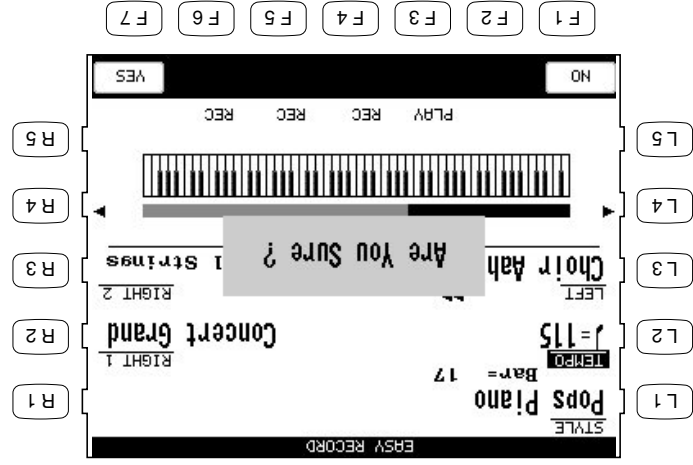 EASY RECORD
STYLE
L1 Pops Piano R1
Bar= 17
TEMPO RIGHT 1
L2 ♩=115 Concert Grand R2
LEFT RIGHT 2
L3 Choir Aah 1 Strings R3
Are You Sure ?
L4 R4
L5 R5
PLAY REC REC REC
NO YES
F1 F2 F3 F4 F5 F6 F7